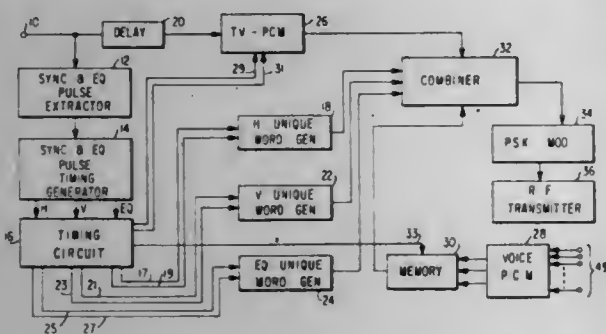 10
DELAY
20
TV - PCM
26
12
SYNC & EQ
PULSE
EXTRACTOR
29
31
32
COMBINER
18
H UNIQUE
WORD GEN
14
SYNC & EQ
PULSE
TIMING
GENERATOR
34
PSK MOD
22
V UNIQUE
WORD GEN
36
R F
TRANSMITTER
H V EQ
16
TIMING
CIRCUIT
17 19
33
30
MEMORY
28
VOICE
P C M
49
23 21
EQ UNIQUE
WORD GEN
24
25 27